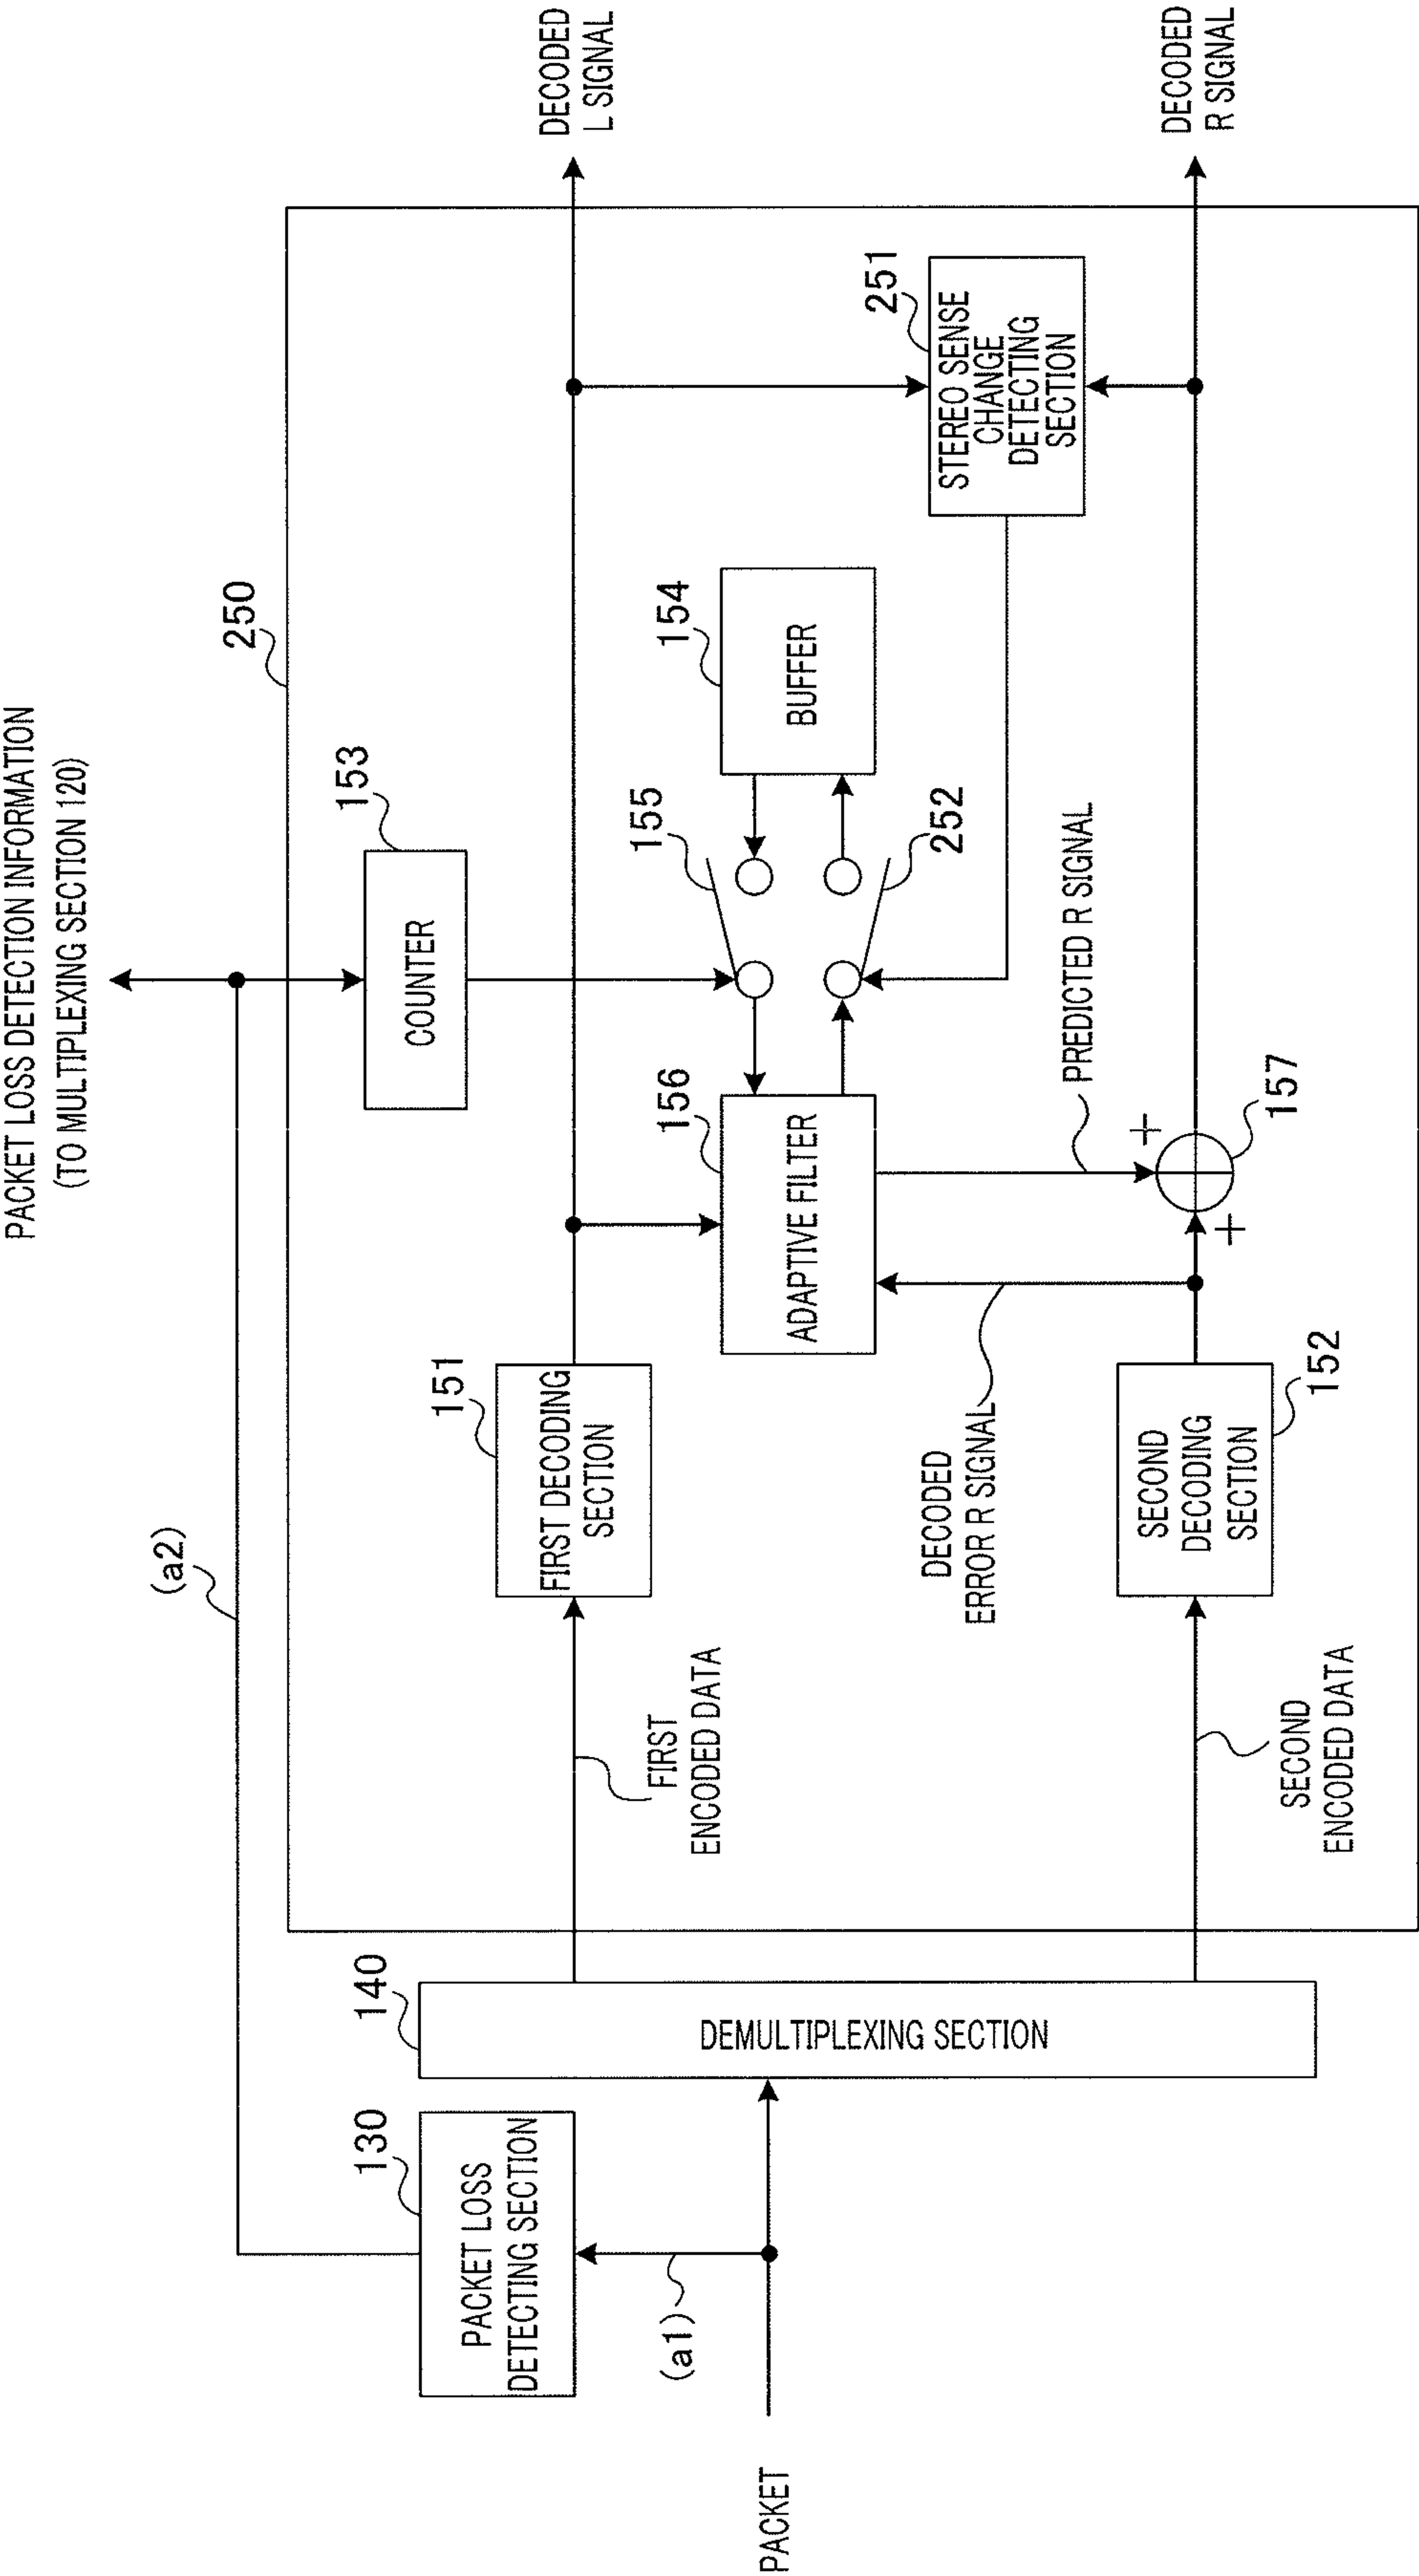 PACKET LOSS DETECTION INFORMATION
(TO MULTIPLEXING SECTION 120)
(a2)
250
153
COUNTER
DECODED
L SIGNAL
130
PACKET LOSS
DETECTING SECTION
140
DEMULTIPLEXING SECTION
(a1)
PACKET
FIRST
ENCODED DATA
151
FIRST DECODING
SECTION
156
ADAPTIVE FILTER
155
154
BUFFER
252
251
STEREO SENSE
CHANGE
DETECTING
SECTION
DECODED
ERROR R SIGNAL
PREDICTED R SIGNAL
SECOND
ENCODED DATA
SECOND
DECODING
SECTION
152
+
+
157
DECODED
R SIGNAL